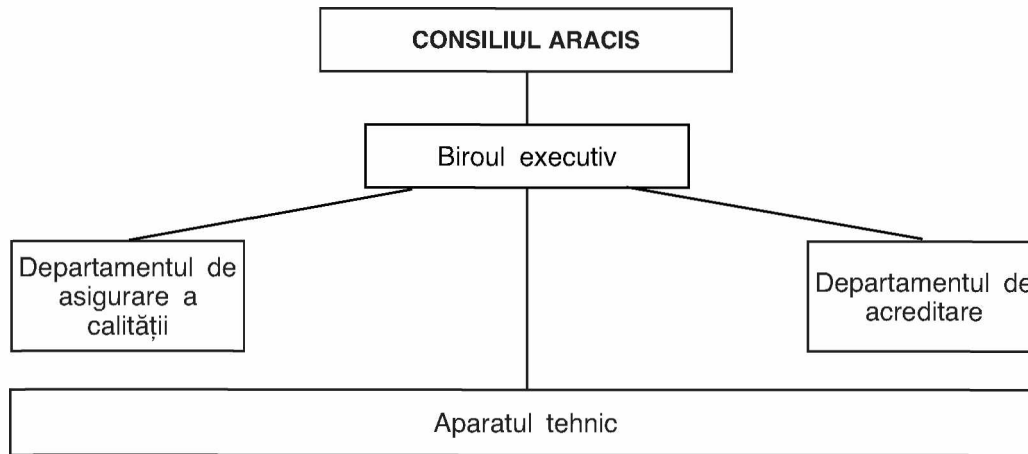 CONSILIUL ARACIS
Biroul executiv
Departamentul de
asigurare a
calității
Departamentul de
acreditare
Aparatul tehnic